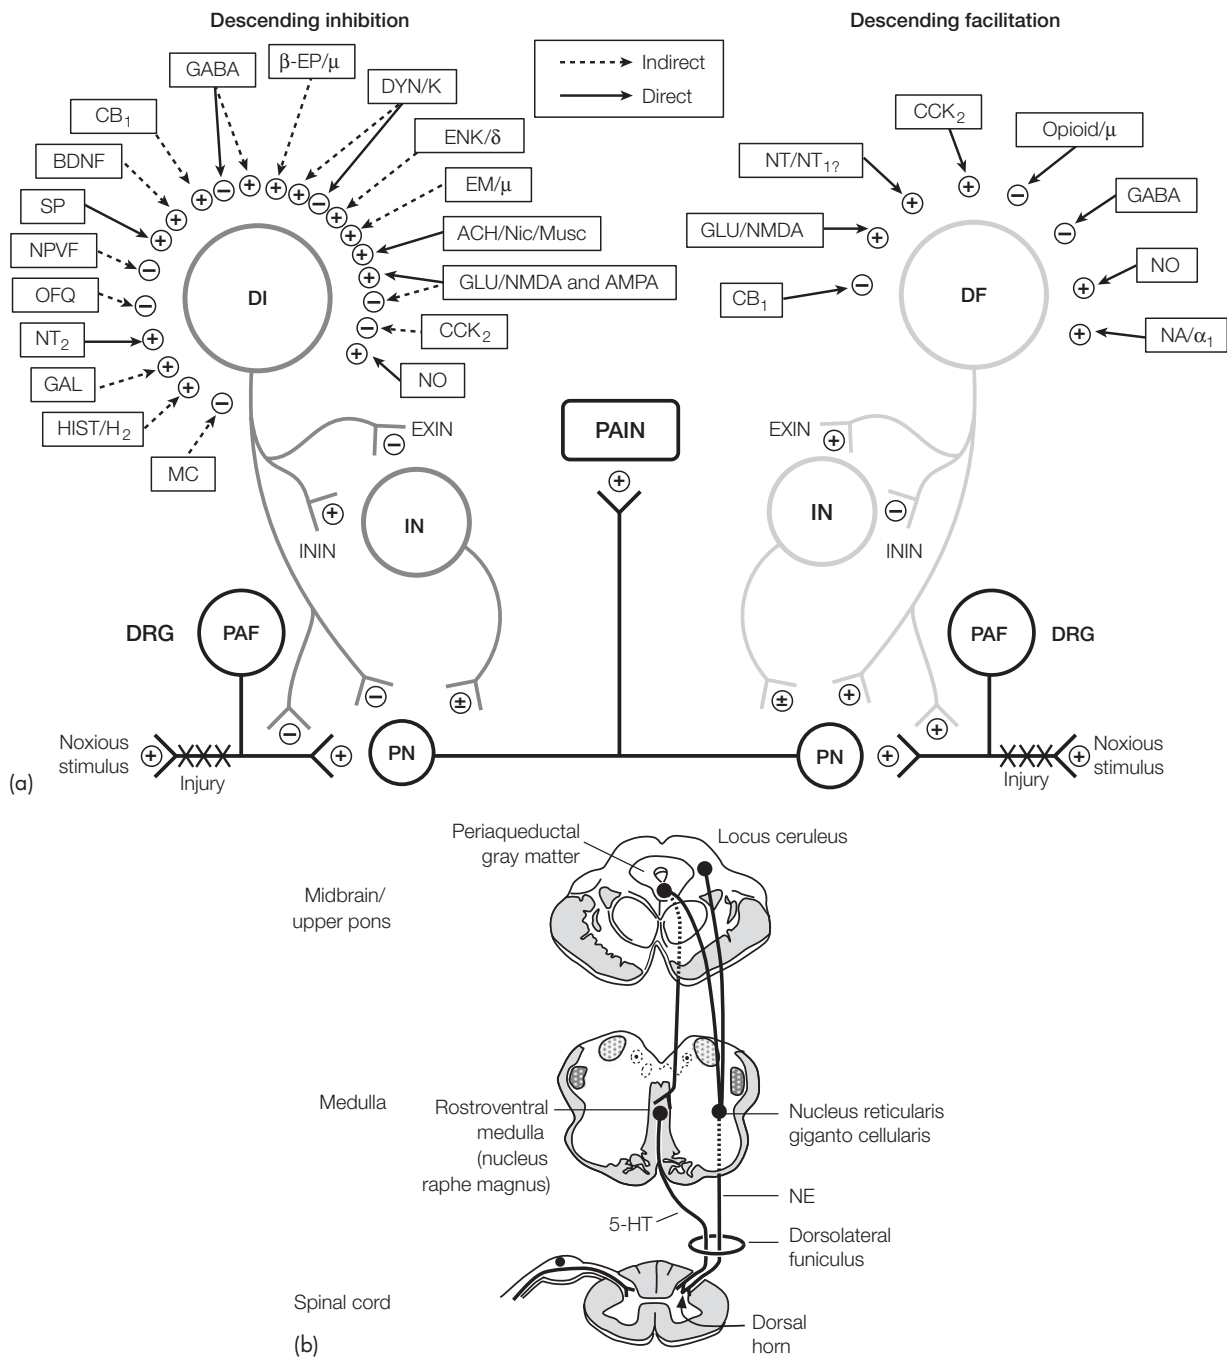 Descending inhibition
Descending facilitation
Indirect
Direct
GABA
β-EP/μ
DYN/K
CB1
ENK/δ
BDNF
EM/μ
SP
ACH/Nic/Musc
NPVF
GLU/NMDA and AMPA
OFQ
CCK2
NT2
NO
GAL
HIST/H2
MC
DI
+
−
+
+
+
−
+
+
+
+
−
−
+
+
+
+
−
−
+
+
+
−
CCK2
Opioid/μ
NT/NT1?
GABA
GLU/NMDA
NO
CB1
NA/α1
DF
+
+
−
−
+
−
+
+
EXIN
−
+
ININ
IN
PAIN
+
EXIN
+
IN
−
ININ
DRG
PAF
PAF
DRG
−
±
±
+
−
+
Noxious
stimulus
+
XXX
Injury
+
PN
PN
+
XXX
Injury
+
Noxious
stimulus
(a)
Periaqueductal
gray matter
Locus ceruleus
Midbrain/
upper pons
Medulla
Rostroventral
medulla
(nucleus
raphe magnus)
Nucleus reticularis
giganto cellularis
NE
5-HT
Dorsolateral
funiculus
Spinal cord
Dorsal
horn
(b)